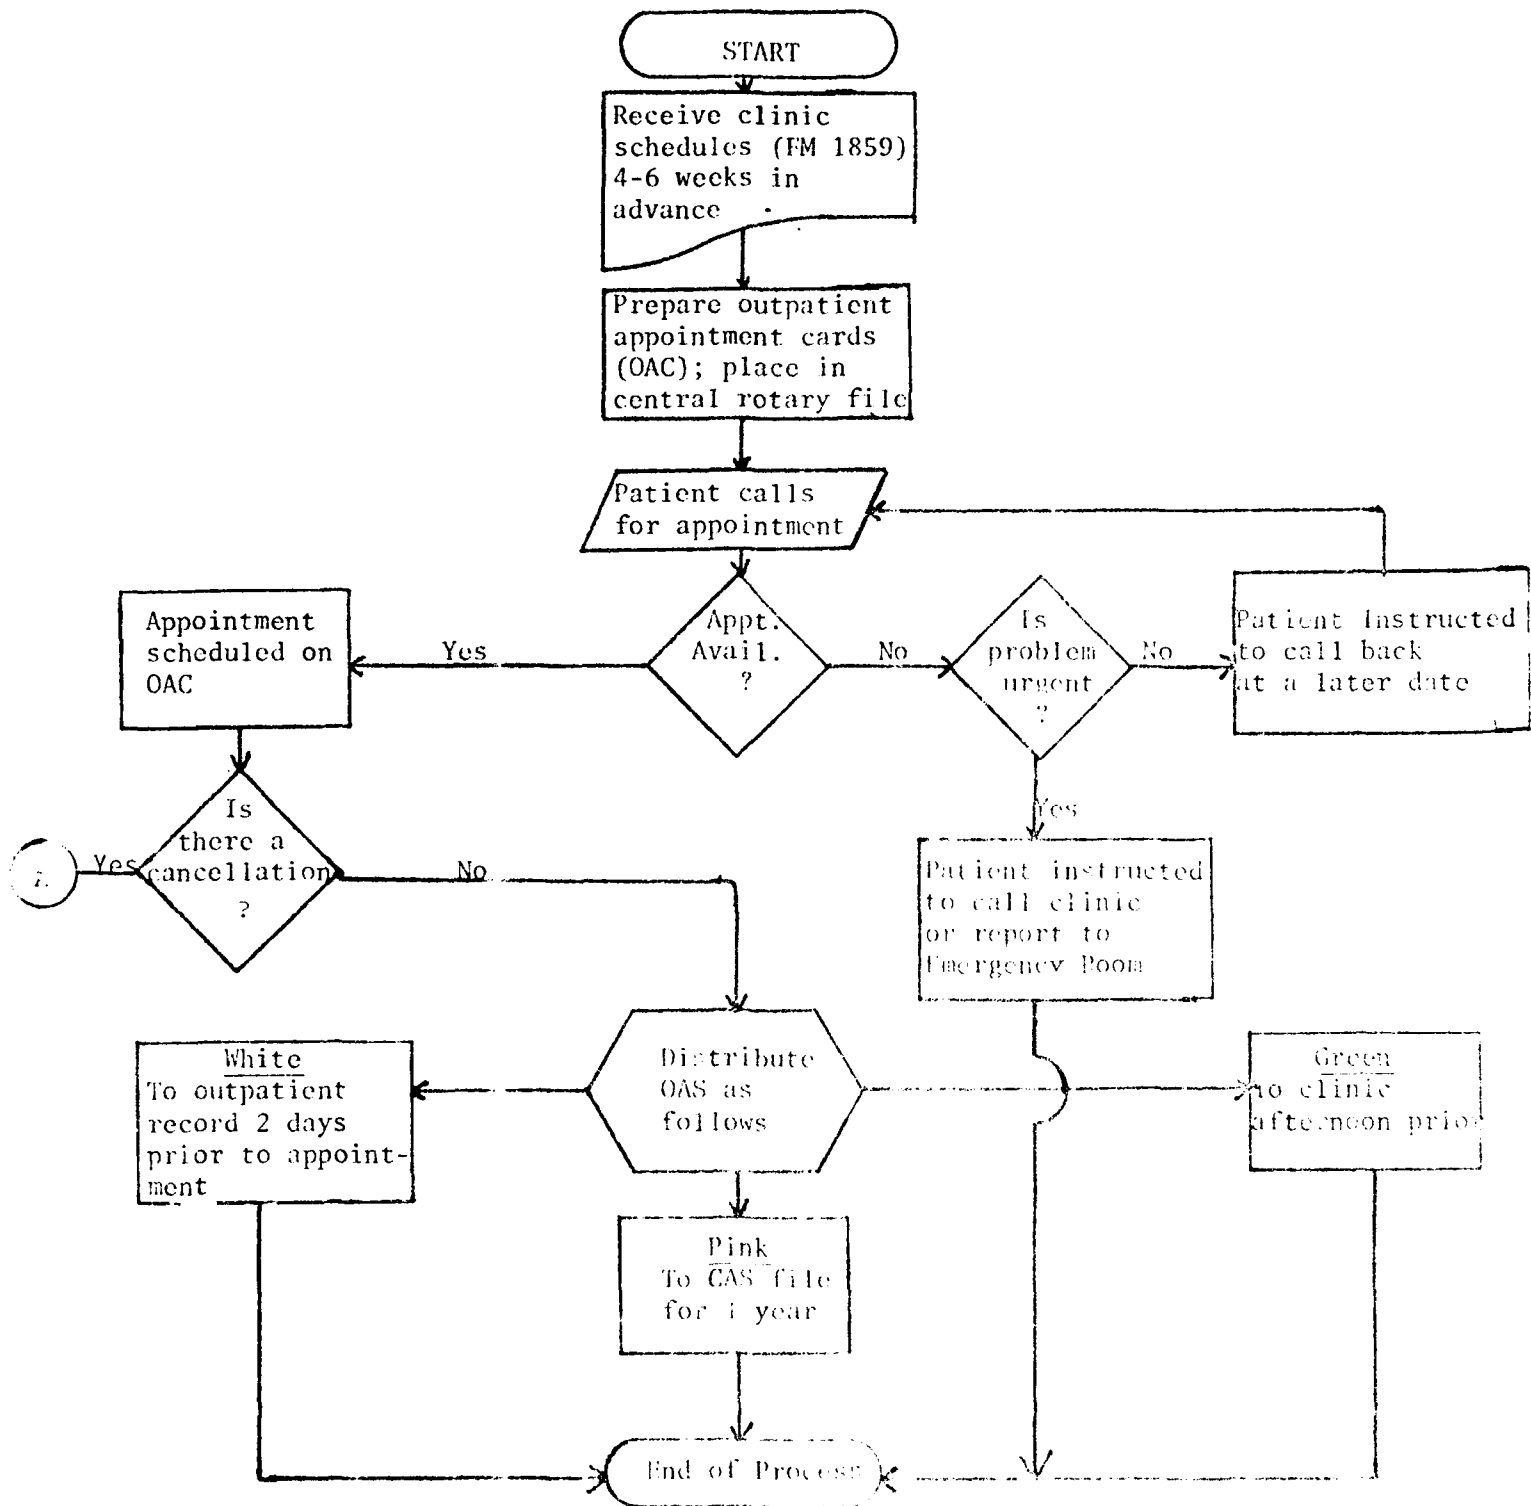 START
Receive clinic
schedules (FM 1859)
4-6 weeks in
advance
Prepare outpatient
appointment cards
(OAC); place in
central rotary file
Patient calls
for appointment
Appt.
Avail.
?
Yes
No
Appointment
scheduled on
OAC
Is
problem
urgent
?
No
Yes
Patient Instructed
to call back
at a later date
Is
there a
cancellation
?
Yes
No
Patient instructed
to call clinic
or report to
Emergency Room
Distribute
OAS as
follows
White
To outpatient
record 2 days
prior to appoint-
ment
Green
To clinic
afternoon prior
Pink
To CAS file
for 1 year
End of Process